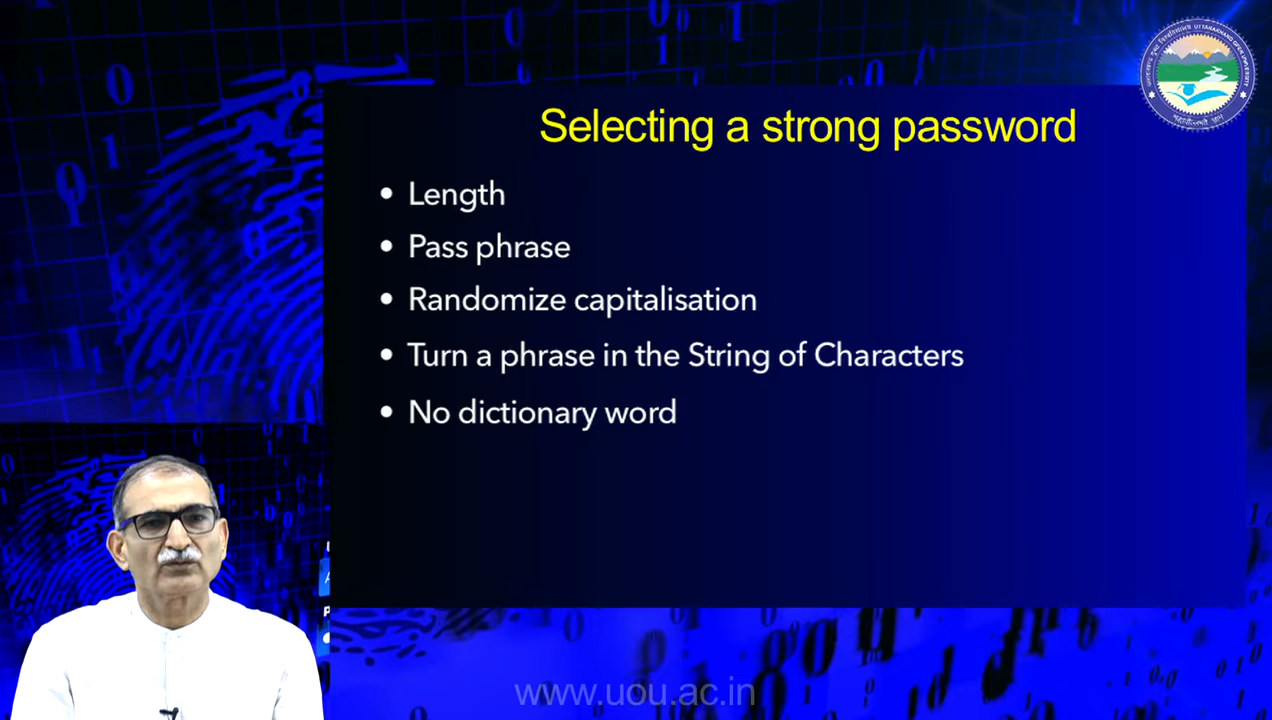 Selecting a strong password
• Length
• Pass phrase
• Randomize capitalisation
• Turn a phrase in the String of Characters
• No dictionary word
www.uou.ac.in